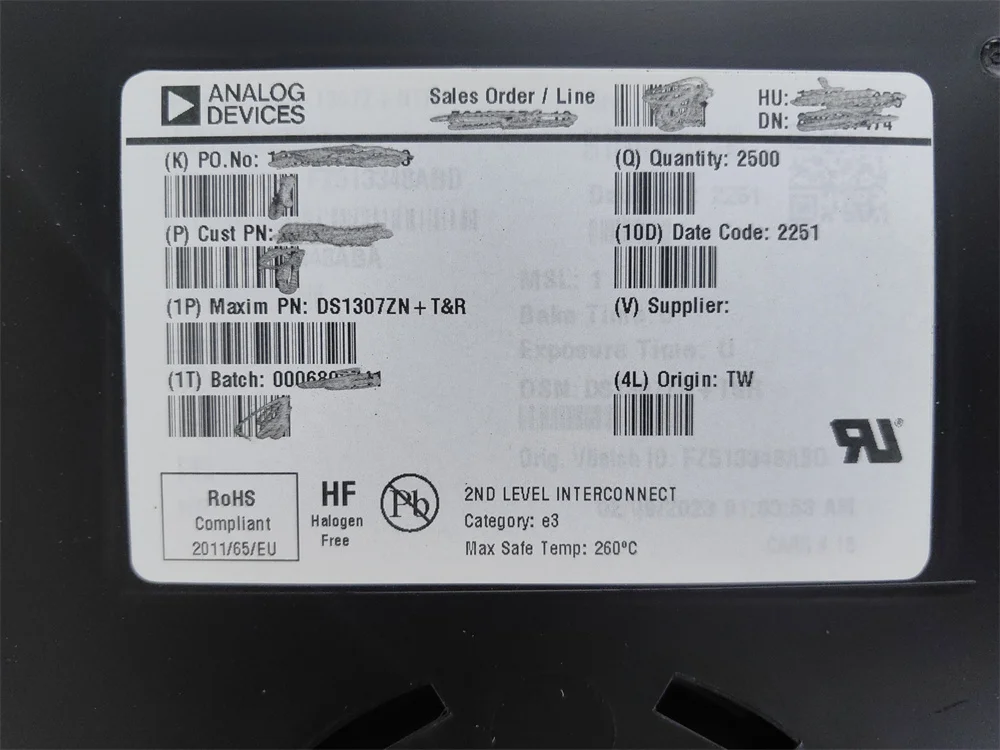 ANALOG
DEVICES
Sales Order / Line
HU:
DN:
(K) PO.No:
(Q) Quantity: 2500
(P) Cust PN:
(10D) Date Code: 2251
(1P) Maxim PN: DS1307ZN+T&R
(V) Supplier:
(1T) Batch:
(4L) Origin: TW
RoHS
Compliant
2011/65/EU
HF
Halogen
Free
Pb
2ND LEVEL INTERCONNECT
Category: e3
Max Safe Temp: 260ºC